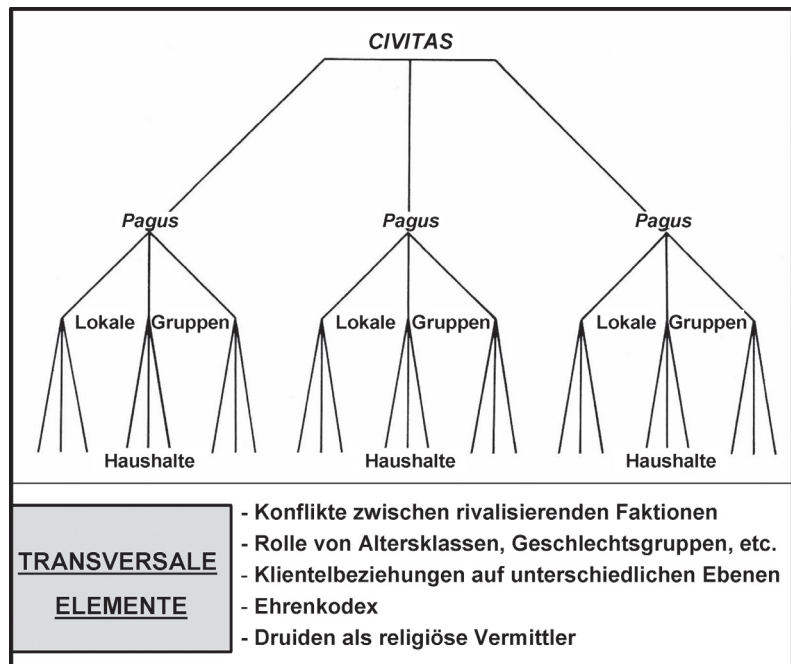 CIVITAS
Pagus Pagus Pagus
Lokale Gruppen Lokale Gruppen Lokale Gruppen
Haushalte Haushalte Haushalte
TRANSVERSALE
ELEMENTE
- Konflikte zwischen rivalisierenden Faktionen
- Rolle von Altersklassen, Geschlechtsgruppen, etc.
- Klientelbeziehungen auf unterschiedlichen Ebenen
- Ehrenkodex
- Druiden als religiöse Vermittler